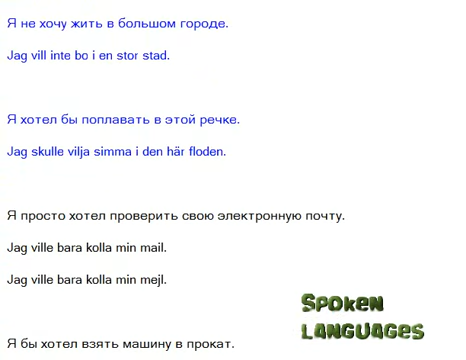 Я не хочу жить в большом городе.
Jag vill inte bo i en stor stad.
Я хотел бы поплавать в этой речке.
Jag skulle vilja simma i den här floden.
Я просто хотел проверить свою электронную почту.
Jag ville bara kolla min mail.
Jag ville bara kolla min mejl.
Spoken
Languages
Я бы хотел взять машину в прокат.